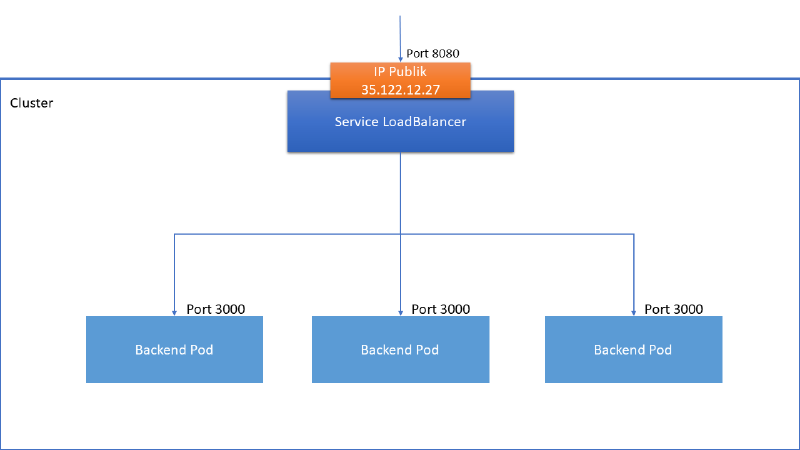 Port 8080
IP Publik
35.122.12.27
Cluster
Service LoadBalancer
Port 3000
Port 3000
Port 3000
Backend Pod
Backend Pod
Backend Pod